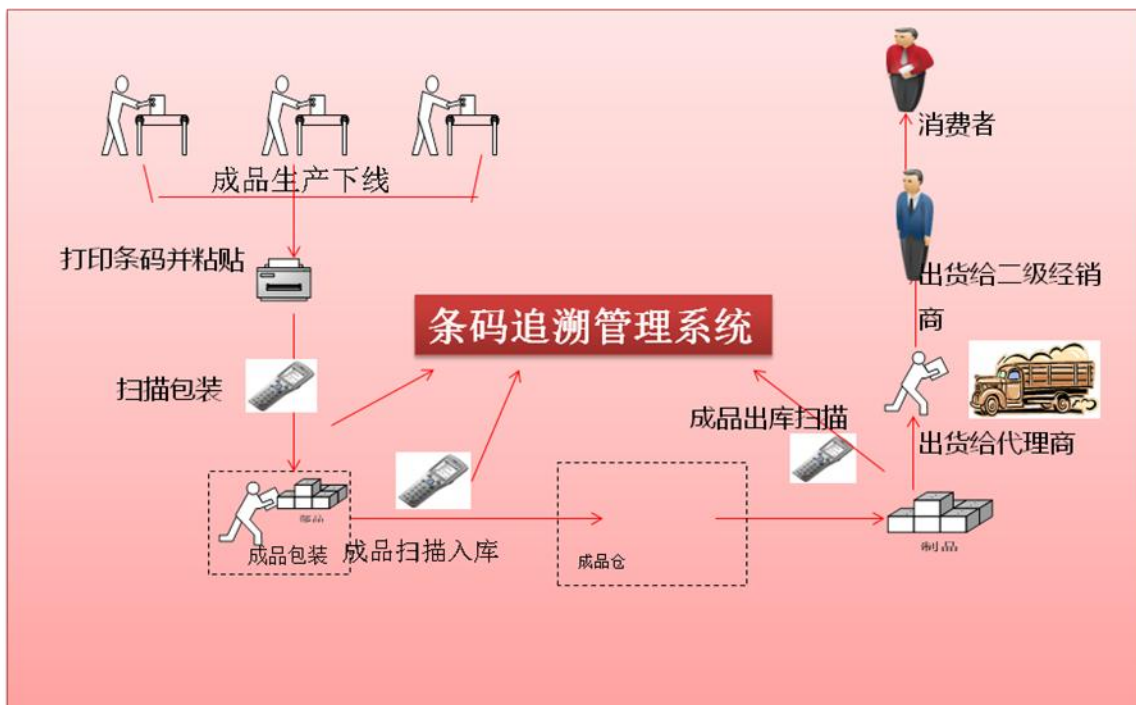 消费者
成品生产下线
打印条码并粘贴
出货给二级经销
商
条码追溯管理系统
扫描包装
成品出库扫描
出货给代理商
成品包装
成品扫描入库
成品仓
制品